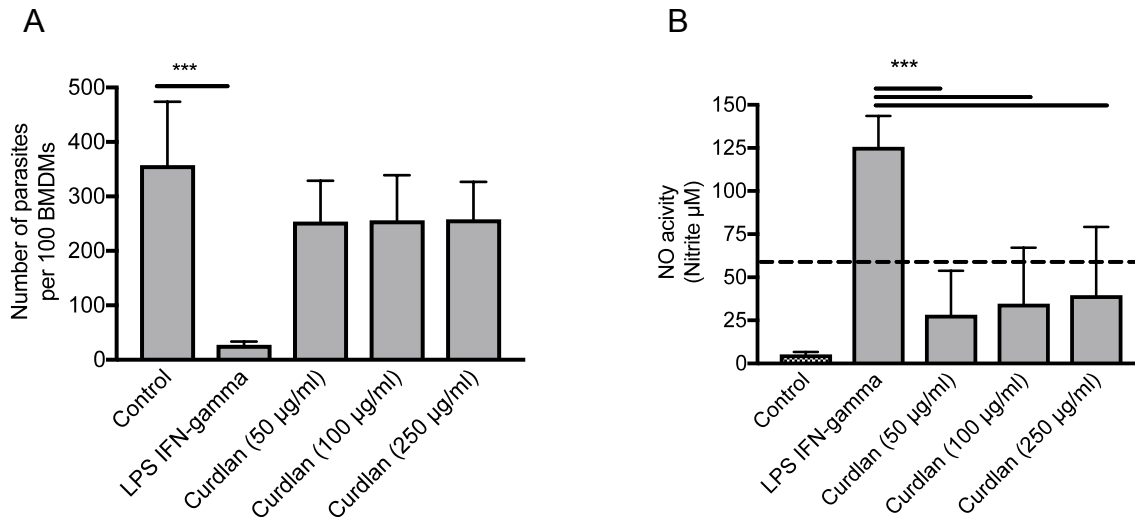 A
***
Number of parasites
per 100 BMDMs
500
400
300
200
100
0
Control
LPS IFN-gamma
Curdlan (50 µg/ml)
Curdlan (100 µg/ml)
Curdlan (250 µg/ml)
B
***
NO acivity
(Nitrite µM)
150
125
100
75
50
25
0
Control
LPS IFN-gamma
Curdlan (50 µg/ml)
Curdlan (100 µg/ml)
Curdlan (250 µg/ml)